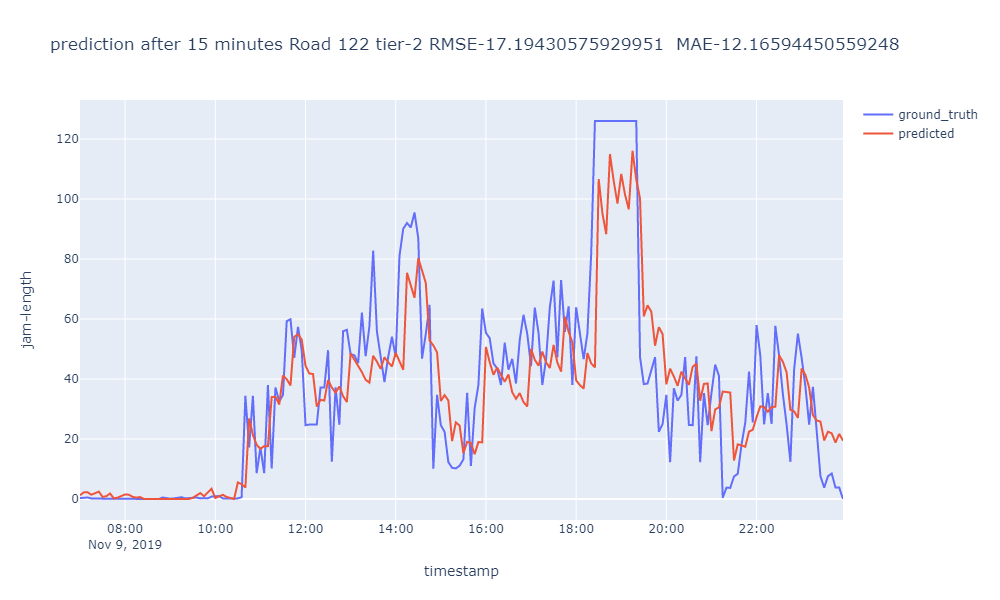 prediction after 15 minutes Road 122 tier-2 RMSE-17.19430575929951  MAE-12.16594450559248
ground_truth
predicted
120
100
80
60
40
20
0
jam-length
08:00 10:00 12:00 14:00 16:00 18:00 20:00 22:00
Nov 9, 2019
timestamp